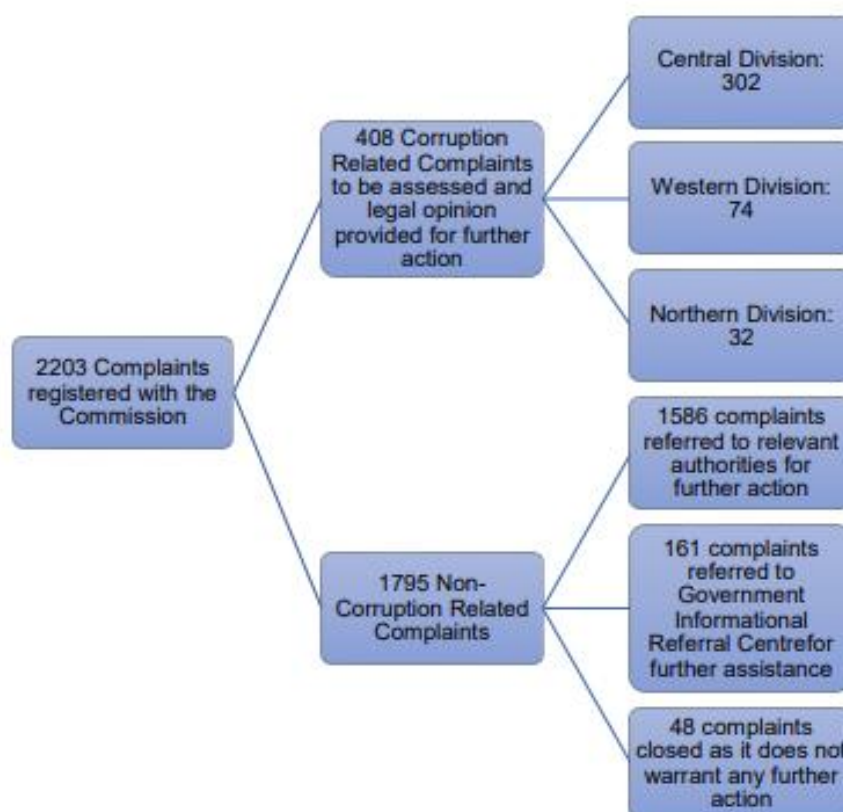 Central Division:
302
408 Corruption
Related Complaints
to be assessed and
legal opinion
provided for further
action
Western Division:
74
Northern Division:
32
2203 Complaints
registered with the
Commission
1586 complaints
referred to relevant
authorities for
further action
1795 Non-
Corruption Related
Complaints
161 complaints
referred to
Government
Informational
Referral Centrefor
further assistance
48 complaints
closed as it does not
warrant any further
action